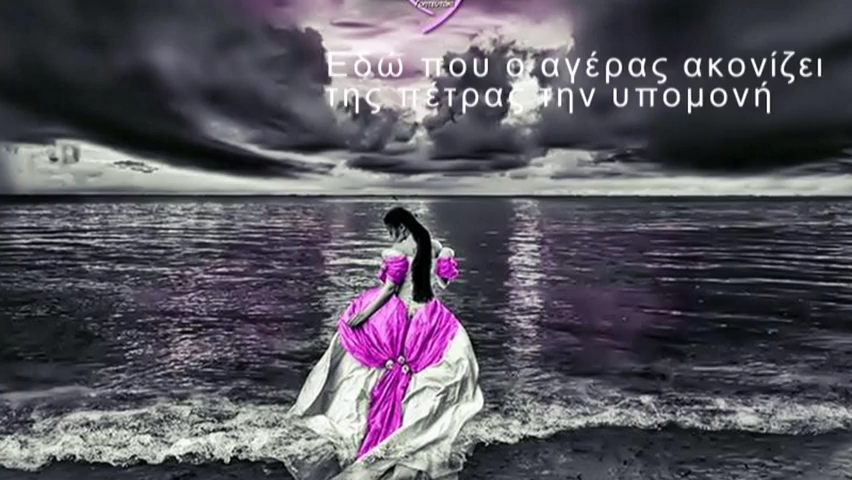 Εδώ που ο αγέρας ακονίζει
της πέτρας την υπομονή